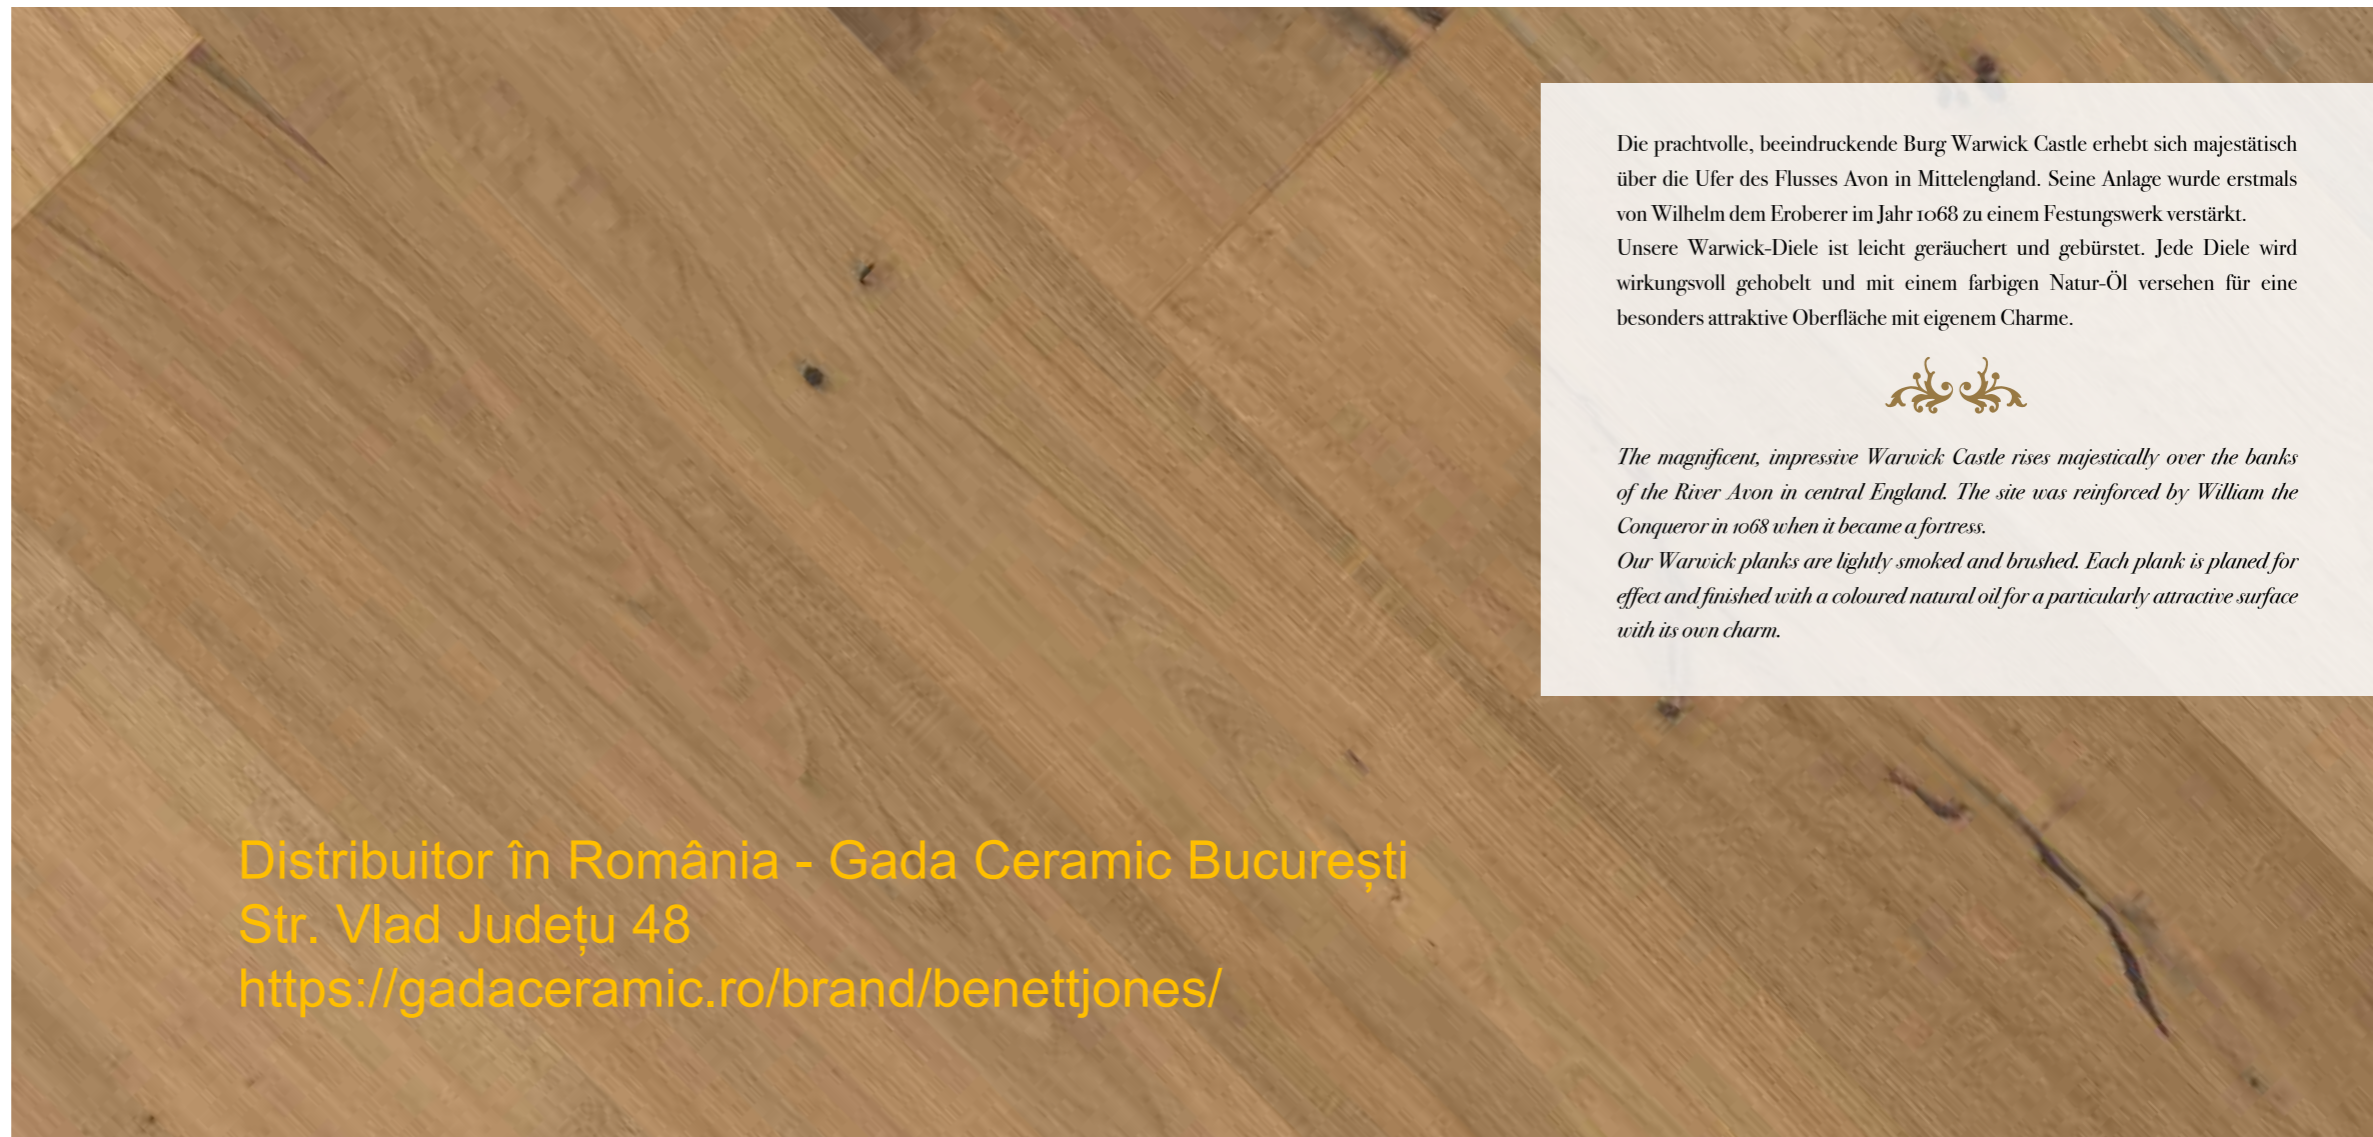 Die prachtvolle, beeindruckende Burg Warwick Castle erhebt sich majestätisch
über die Ufer des Flusses Avon in Mittelengland. Seine Anlage wurde erstmals
von Wilhelm dem Eroberer im Jahr 1068 zu einem Festungswerk verstärkt.
Unsere Warwick-Diele ist leicht geräuchert und gebürstet. Jede Diele wird
wirkungsvoll gehobelt und mit einem farbigen Natur-Öl versehen für eine
besonders attraktive Oberfläche mit eigenem Charme.
The magnificent, impressive Warwick Castle rises majestically over the banks
of the River Avon in central England. The site was reinforced by William the
Conqueror in 1068 when it became a fortress.
Our Warwick planks are lightly smoked and brushed. Each plank is planed for
effect and finished with a coloured natural oil for a particularly attractive surface
with its own charm.
Distribuitor în România - Gada Ceramic București
Str. Vlad Județu 48
https://gadaceramic.ro/brand/benettjones/